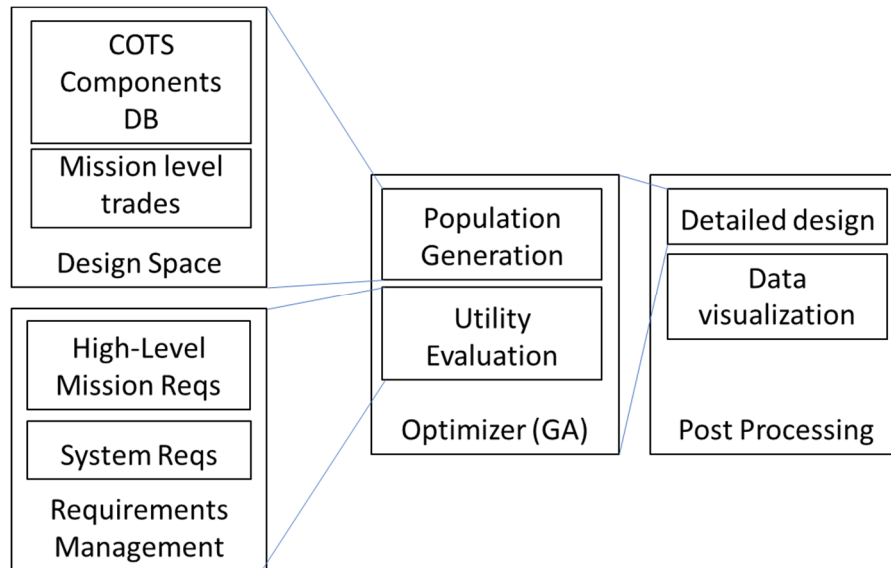 COTS
Components
DB
Mission level
trades
Design Space
High-Level
Mission Reqs
System Reqs
Requirements
Management
Population
Generation
Utility
Evaluation
Optimizer (GA)
Detailed design
Data
visualization
Post Processing